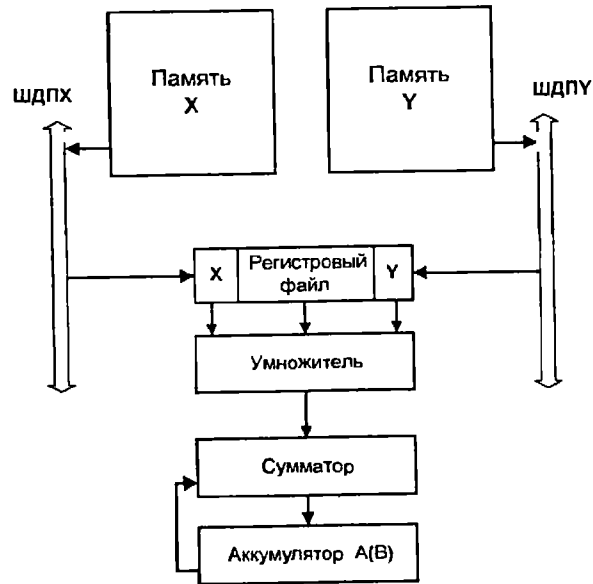 Память
X
Память
Y
ШДПХ
ШДПY
X
Регистровый
файл
Y
Умножитель
Сумматор
Аккумулятор А(В)